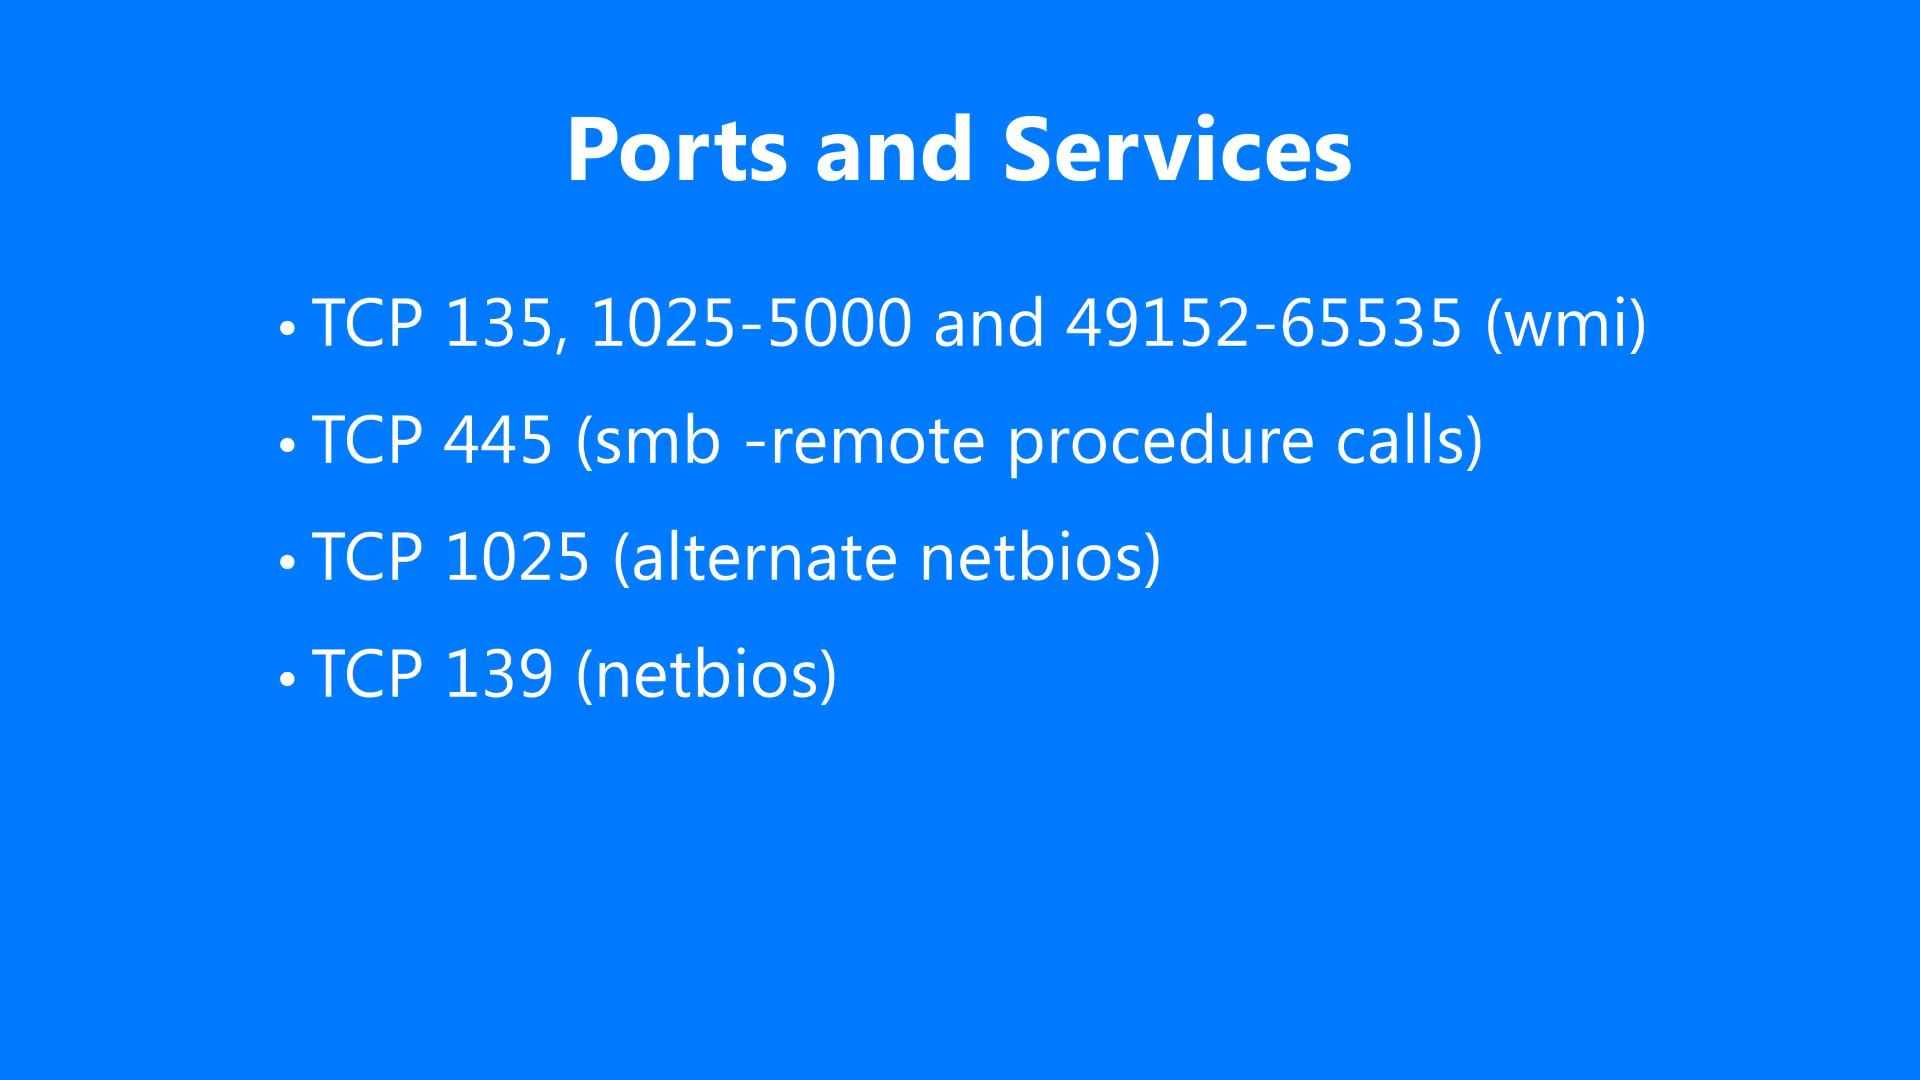 Ports and Services
• TCP 135, 1025-5000 and 49152-65535 (wmi)
• TCP 445 (smb -remote procedure calls)
• TCP 1025 (alternate netbios)
• TCP 139 (netbios)